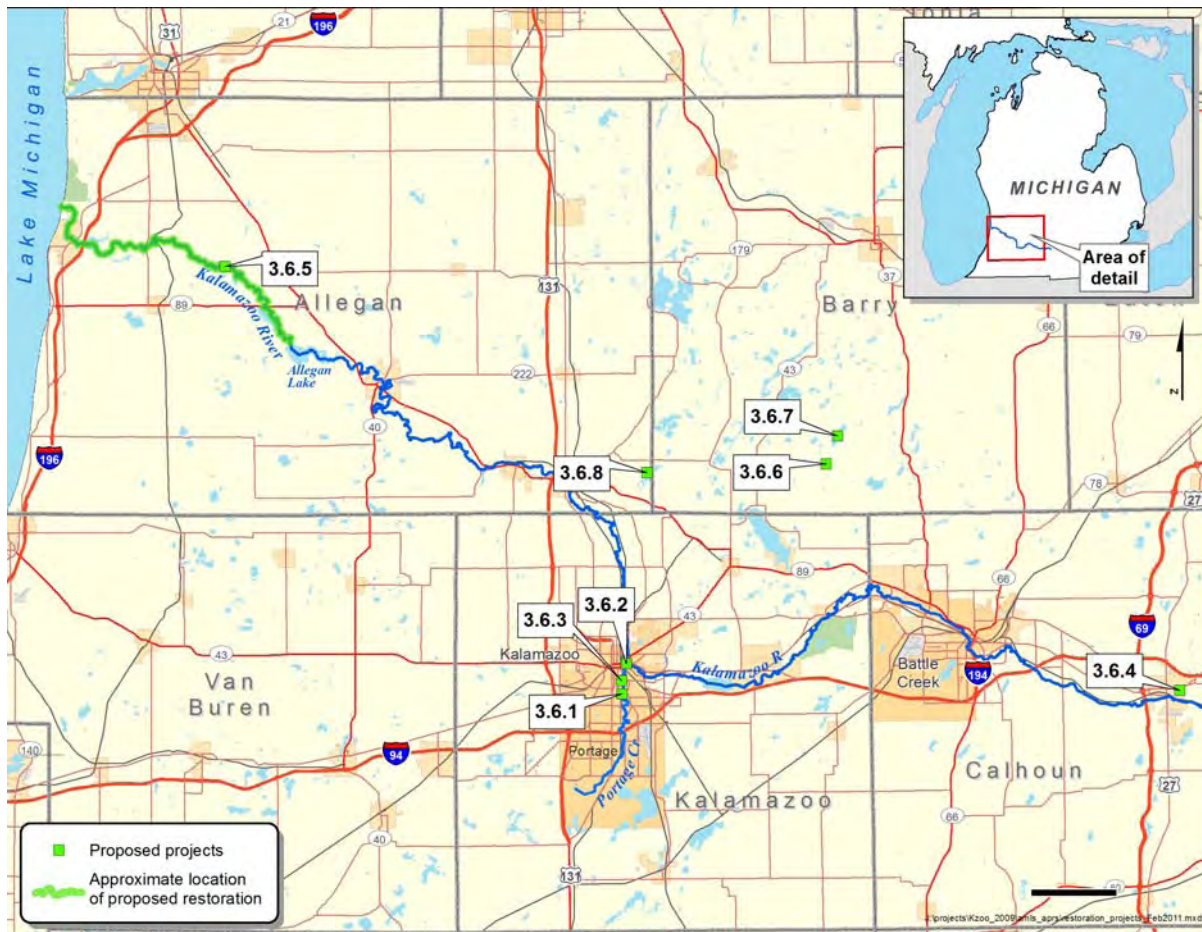 Ionia
31
21
196
Lake Michigan
MICHIGAN
Area of
detail
Eaton
179
37
3.6.5
Kalamazoo River
Allegan
131
Barry
89
66
79
Allegan
Lake
222
43
N
40
3.6.7
196
3.6.6
3.6.8
78
27
89
66
3.6.2
3.6.3
43
69
Kalamazoo
43
Kalamazoo R.
Battle
Creek
194
3.6.4
Van
Buren
3.6.1
140
94
Portage
Portage Cr
Calhoun
Kalamazoo
27
66
40
131
60
Proposed projects
Approximate location
of proposed restoration